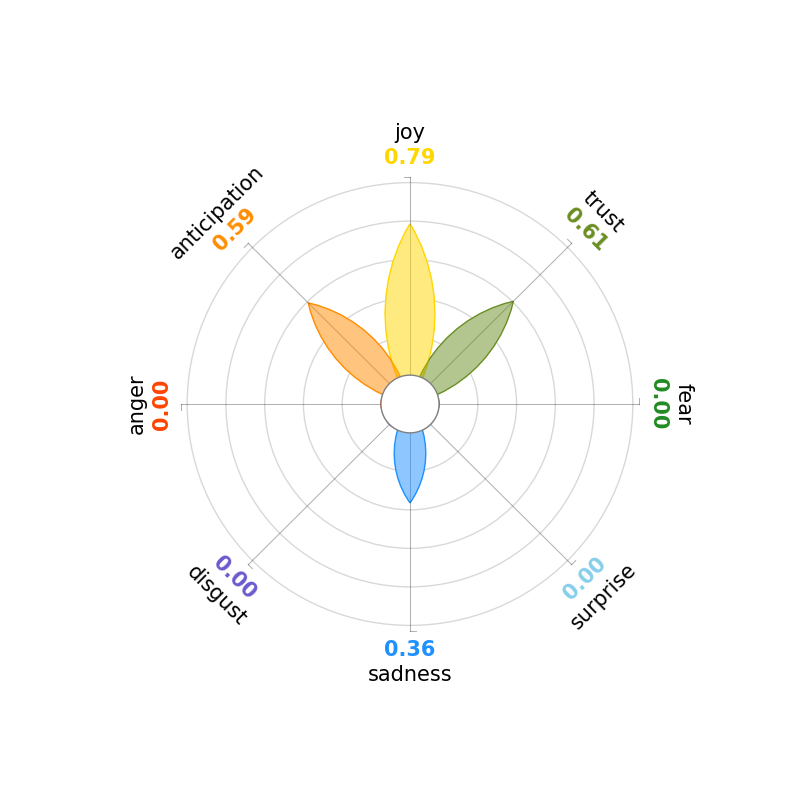 joy
0.79
anticipation
0.59
trust
0.61
anger
0.00
fear
0.00
disgust
0.00
surprise
0.00
0.36
sadness